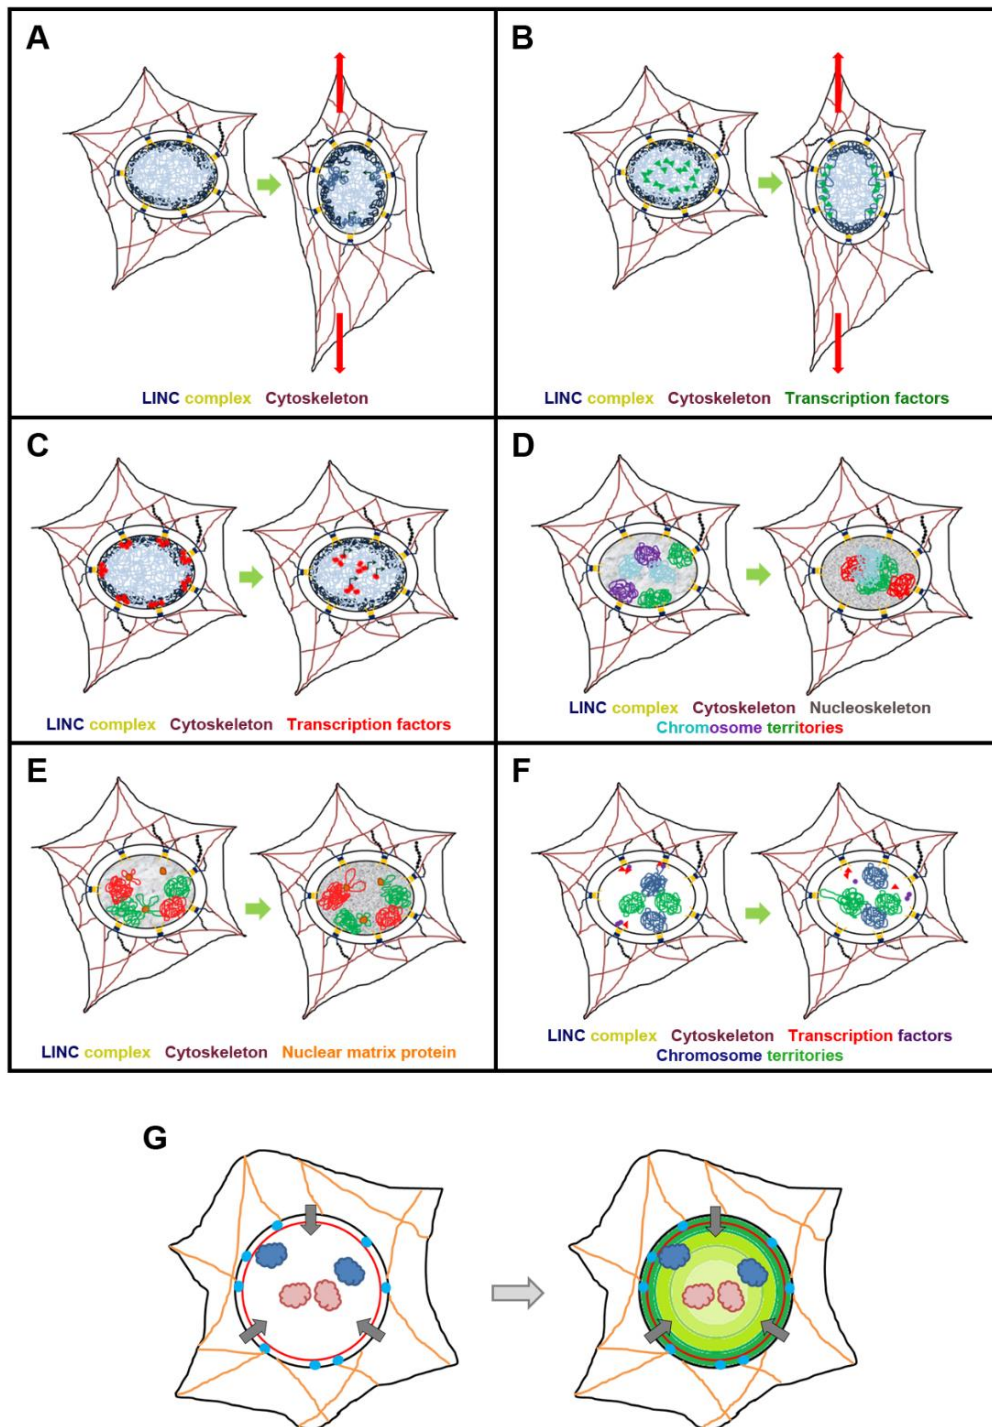 A
B
LINC complex Cytoskeleton
LINC complex Cytoskeleton Transcription factors
C
D
LINC complex Cytoskeleton Transcription factors
LINC complex Cytoskeleton Nucleoskeleton
Chromosome territories
E
F
LINC complex Cytoskeleton Nuclear matrix protein
LINC complex Cytoskeleton Transcription factors
Chromosome territories
G